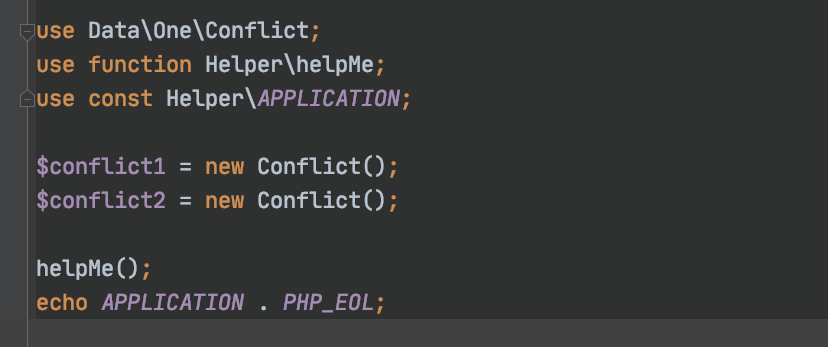 use Data\One\Conflict;
use function Helper\helpMe;
use const Helper\APPLICATION;
$conflict1 = new Conflict();
$conflict2 = new Conflict();
helpMe();
echo APPLICATION . PHP_EOL;